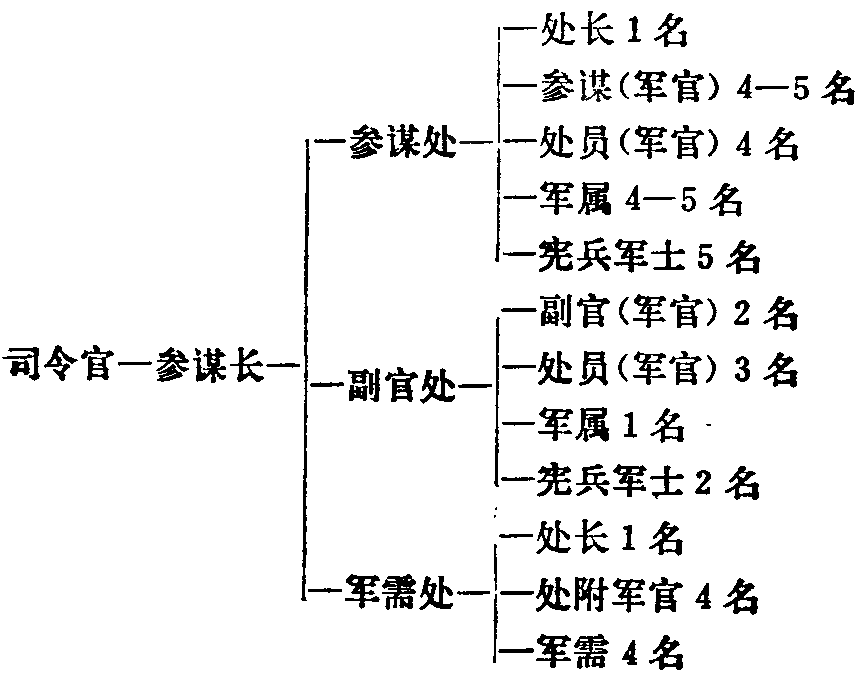 处长 1 名
参谋(军官) 4—5 名
参谋处
处员(军官) 4 名
军属 4—5 名
宪兵军士 5 名
副官(军官) 2 名
司令官—参谋长
处员(军官) 3 名
副官处
军属 1 名
宪兵军士 2 名
处长 1 名
军需处
处附军官 4 名
军需 4 名